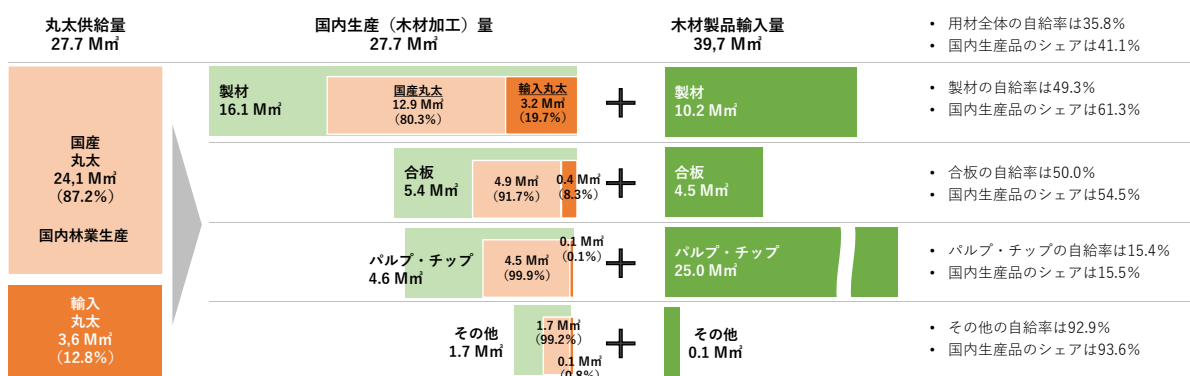 丸太供給量
27.7 M㎥
国内生産（木材加工）量
27.7 M㎥
木材製品輸入量
39,7 M㎥
• 用材全体の自給率は35.8%
• 国内生産品のシェアは41.1%
国産
丸太
24,1 M㎥
(87.2%)
国内林業生産
輸入
丸太
3,6 M㎥
(12.8%)
製材
16.1 M㎥
国産丸太
12.9 M㎥
(80.3%)
輸入丸太
3.2 M㎥
(19.7%)
製材
10.2 M㎥
• 製材の自給率は49.3%
• 国内生産品のシェアは61.3%
合板
5.4 M㎥
4.9 M㎥
(91.7%)
0.4 M㎥
(8.3%)
合板
4.5 M㎥
• 合板の自給率は50.0%
• 国内生産品のシェアは54.5%
パルプ・チップ
4.6 M㎥
4.5 M㎥
(99.9%)
0.1 M㎥
(0.1%)
パルプ・チップ
25.0 M㎥
• パルプ・チップの自給率は15.4%
• 国内生産品のシェアは15.5%
その他
1.7 M㎥
1.7 M㎥
(99.2%)
0.1 M㎥
(0.8%)
その他
0.1 M㎥
• その他の自給率は92.9%
• 国内生産品のシェアは93.6%